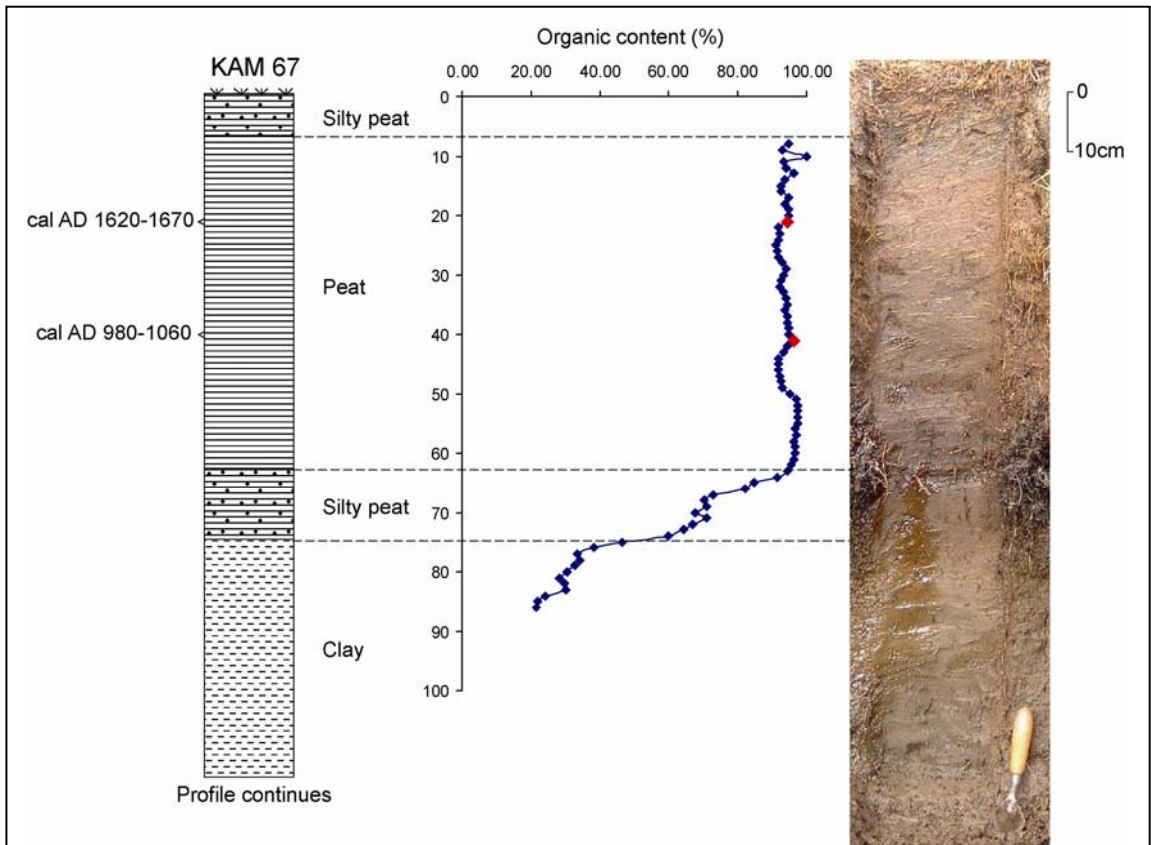 Organic content (%)
KAM 67
0.00 20.00 40.00 60.00 80.00 100.00
0
10
20
30
40
50
60
70
80
90
100
Silty peat
Peat
Silty peat
Clay
cal AD 1620-1670
cal AD 980-1060
Profile continues
0
10cm